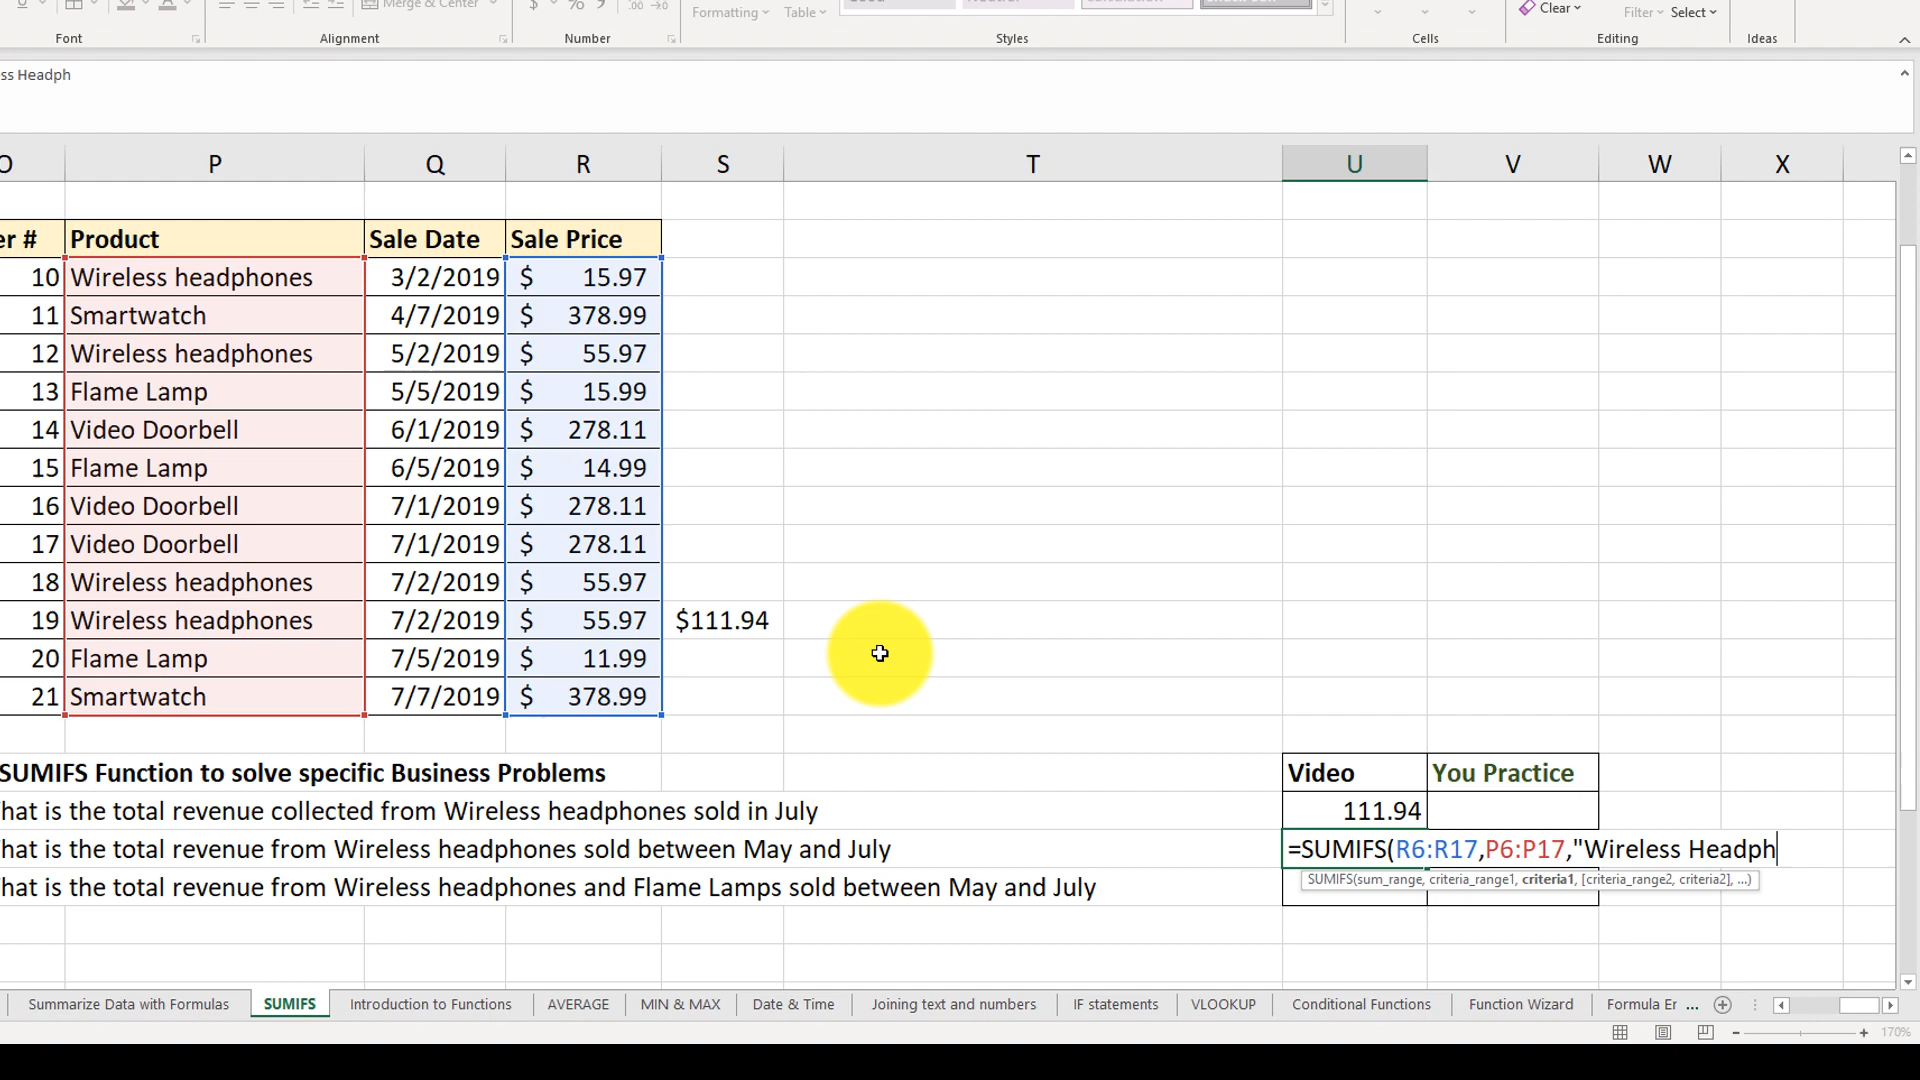 Merge & Center
$ % 9
Formatting Table
Clear
Filter Select
Font Alignment Number Styles Cells Editing Ideas
ss Headph
O P Q R S T U V W X
er # Product Sale Date Sale Price
10 Wireless headphones 3/2/2019 $ 15.97
11 Smartwatch 4/7/2019 $ 378.99
12 Wireless headphones 5/2/2019 $ 55.97
13 Flame Lamp 5/5/2019 $ 15.99
14 Video Doorbell 6/1/2019 $ 278.11
15 Flame Lamp 6/5/2019 $ 14.99
16 Video Doorbell 7/1/2019 $ 278.11
17 Video Doorbell 7/1/2019 $ 278.11
18 Wireless headphones 7/2/2019 $ 55.97
19 Wireless headphones 7/2/2019 $ 55.97 $111.94
20 Flame Lamp 7/5/2019 $ 11.99
21 Smartwatch 7/7/2019 $ 378.99
SUMIFS Function to solve specific Business Problems Video You Practice
hat is the total revenue collected from Wireless headphones sold in July 111.94
hat is the total revenue from Wireless headphones sold between May and July =SUMIFS(R6:R17,P6:P17,"Wireless Headph
SUMIFS(sum_range, criteria_range1, criteria1, [criteria_range2, criteria2], ...)
hat is the total revenue from Wireless headphones and Flame Lamps sold between May and July
Summarize Data with Formulas SUMIFS Introduction to Functions AVERAGE MIN & MAX Date & Time Joining text and numbers IF statements VLOOKUP Conditional Functions Function Wizard Formula Er ...
170%